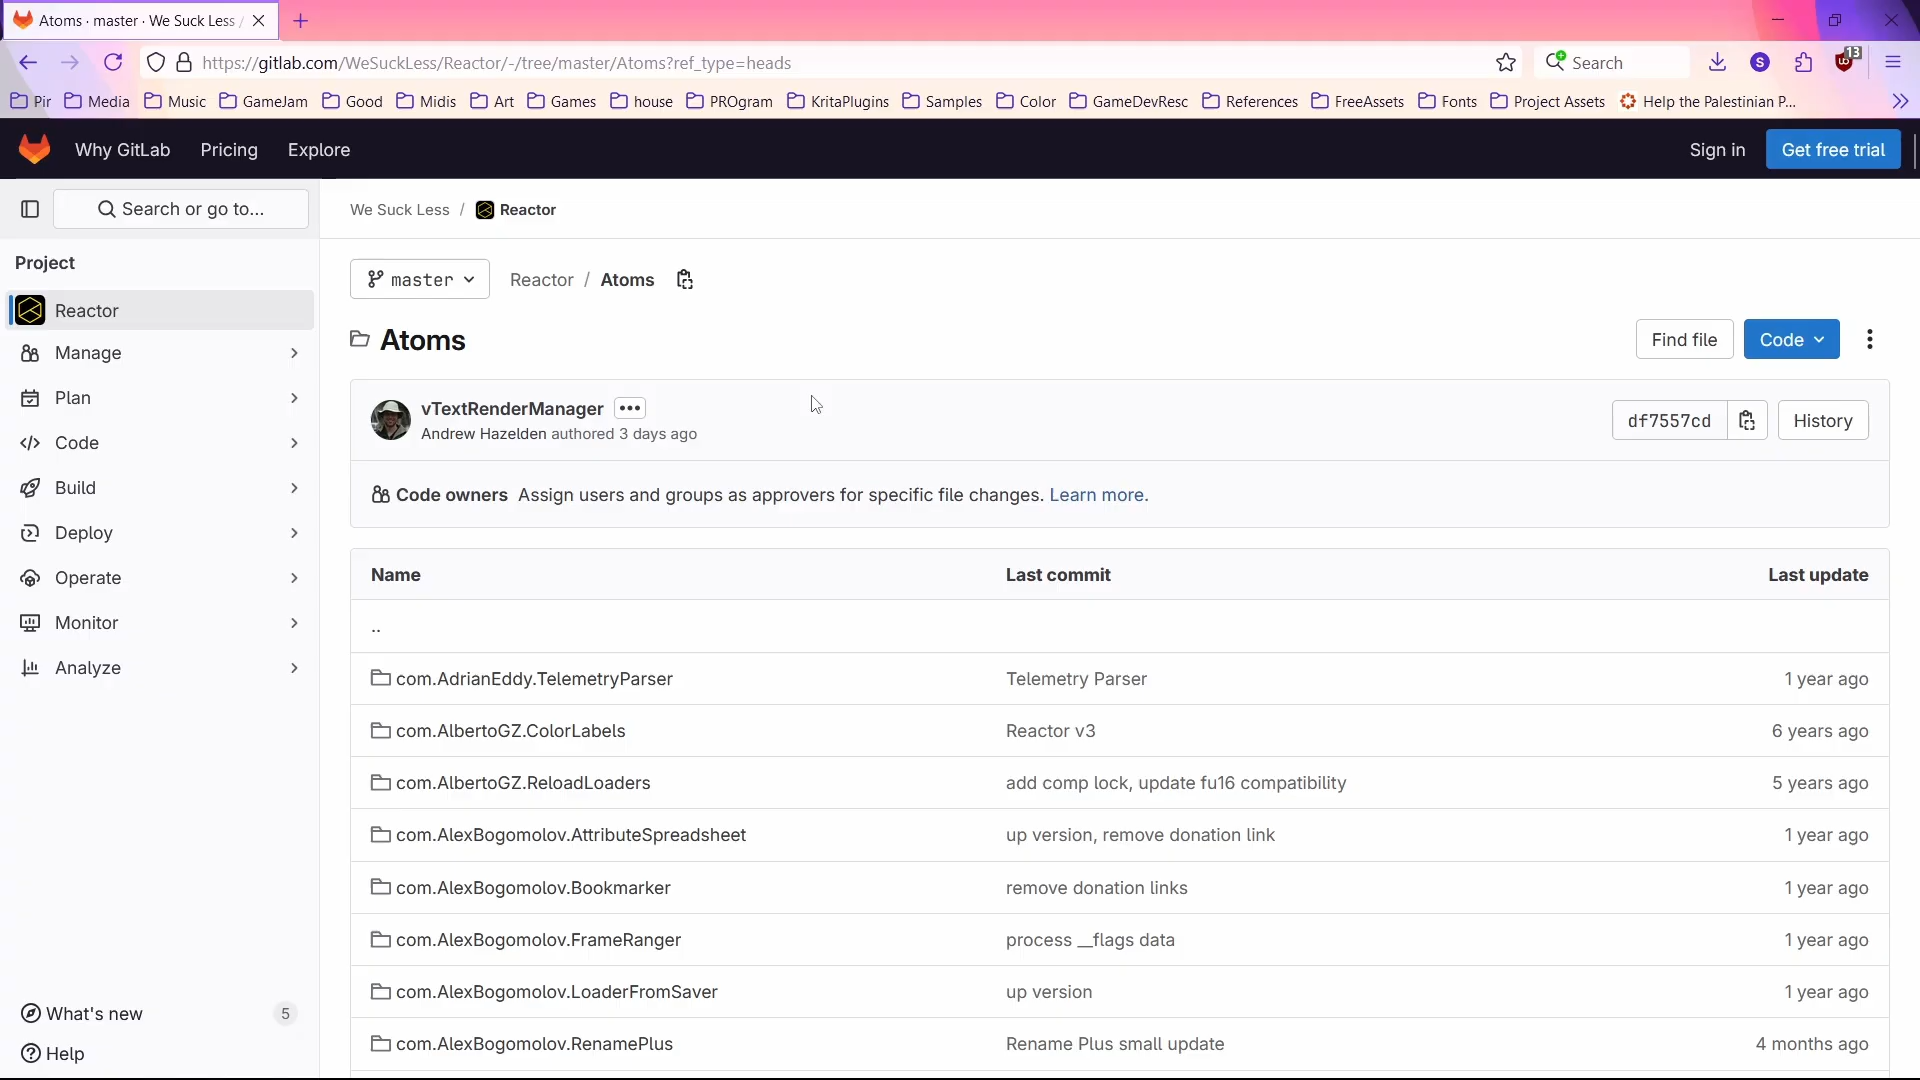 Atoms · master · We Suck Less /
https://gitlab.com/WeSuckLess/Reactor/-/tree/master/Atoms?ref_type=heads
Search
S
13
Pir Media Music GameJam Good Midis Art Games house PROgram KritaPlugins Samples Color GameDevResc References FreeAssets Fonts Project Assets Help the Palestinian P...
Why GitLab Pricing Explore Sign in Get free trial
Search or go to...
We Suck Less / Reactor
Project
Reactor
Manage
Plan
Code
Build
Deploy
Operate
Monitor
Analyze
What's new 5
Help
master Reactor / Atoms
Atoms
Find file Code
vTextRenderManager
Andrew Hazelden authored 3 days ago
df7557cd History
Code owners Assign users and groups as approvers for specific file changes. Learn more.
Name Last commit Last update
..
com.AdrianEddy.TelemetryParser Telemetry Parser 1 year ago
com.AlbertoGZ.ColorLabels Reactor v3 6 years ago
com.AlbertoGZ.ReloadLoaders add comp lock, update fu16 compatibility 5 years ago
com.AlexBogomolov.AttributeSpreadsheet up version, remove donation link 1 year ago
com.AlexBogomolov.Bookmarker remove donation links 1 year ago
com.AlexBogomolov.FrameRanger process __flags data 1 year ago
com.AlexBogomolov.LoaderFromSaver up version 1 year ago
com.AlexBogomolov.RenamePlus Rename Plus small update 4 months ago